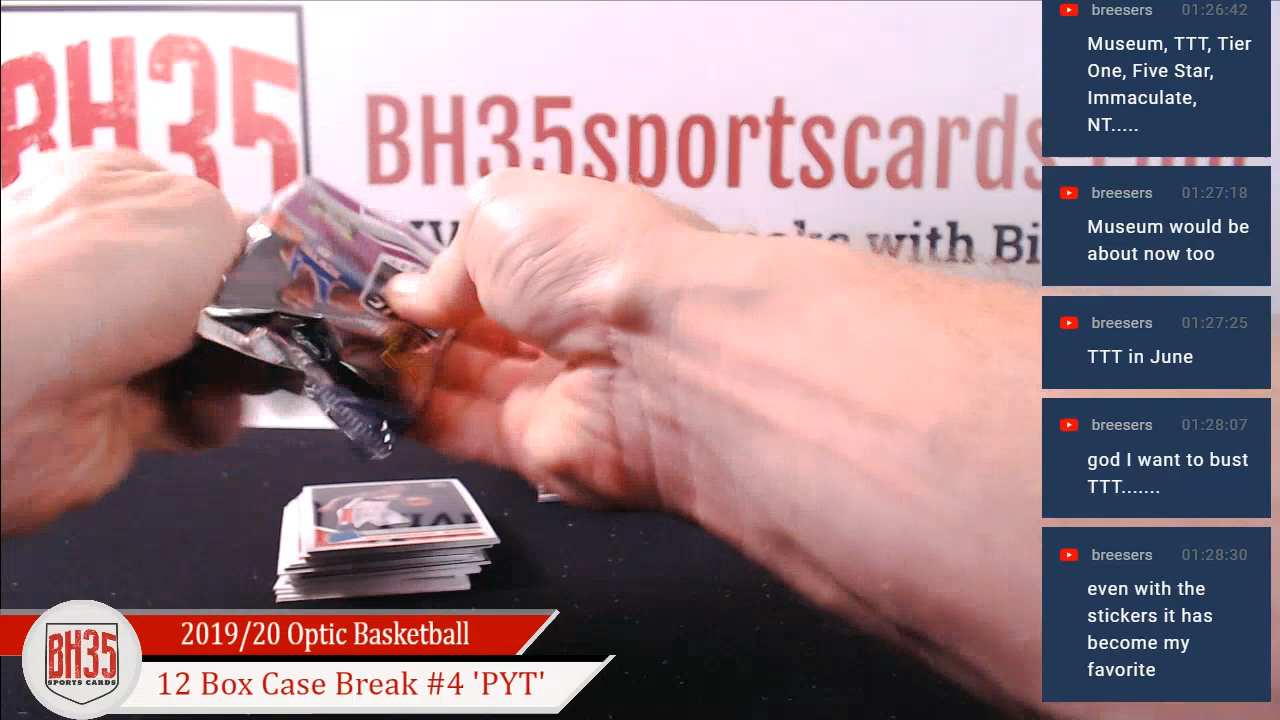 BH35
BH35sportscards
with Bi
breesers 01:26:42
Museum, TTT, Tier
One, Five Star,
Immaculate,
NT.....
breesers 01:27:18
Museum would be
about now too
breesers 01:27:25
TTT in June
breesers 01:28:07
god I want to bust
TTT.......
breesers 01:28:30
even with the
stickers it has
become my
favorite
BH35
SPORTS CARDS
2019/20 Optic Basketball
12 Box Case Break #4 'PYT'